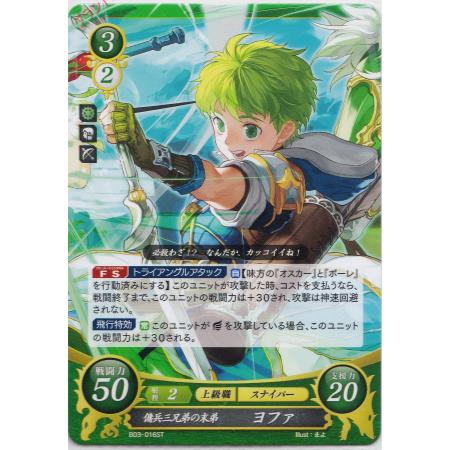 3
2
必殺わざ!? なんだか、カッコイイね!
FS トライアングルアタック 自 【味方の『オスカー』と『ボーレ』
を行動済みにする】このユニットが攻撃した時、コストを支払うなら、
戦闘終了まで、このユニットの戦闘力は+30され、攻撃は神速回避
されない。
飛行特効 常 このユニットが を攻撃している場合、このユニット
の戦闘力は+30される。
戦闘力
50
射程 2 上級職 スナイパー
支援力
20
傭兵三兄弟の末弟 ヨファ
B03-016ST
Illust:まよ